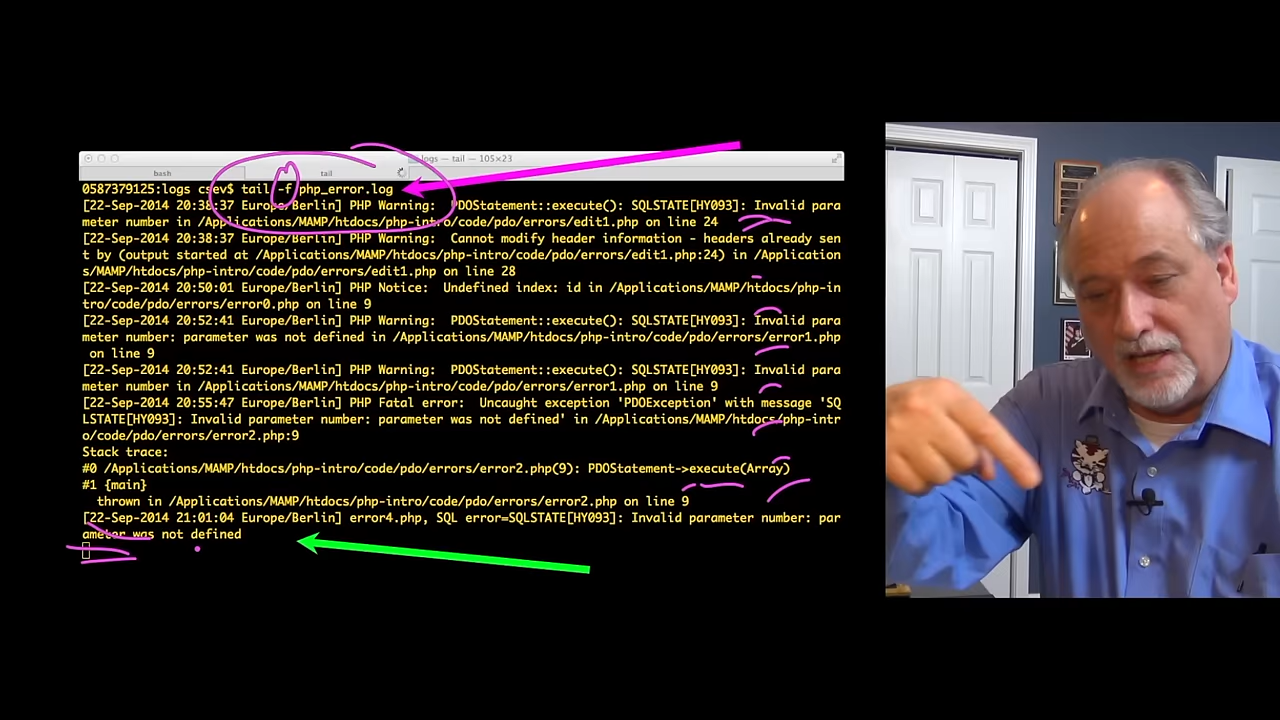 logs — tail — 105×23
bash
tail
0587379125:logs csev$ tail -f php_error.log
[22-Sep-2014 20:38:37 Europe/Berlin] PHP Warning:  PDOStatement::execute(): SQLSTATE[HY093]: Invalid para
meter number in /Applications/MAMP/htdocs/php-intro/code/pdo/errors/edit1.php on line 24
[22-Sep-2014 20:38:37 Europe/Berlin] PHP Warning:  Cannot modify header information - headers already sen
t by (output started at /Applications/MAMP/htdocs/php-intro/code/pdo/errors/edit1.php:24) in /Application
s/MAMP/htdocs/php-intro/code/pdo/errors/edit1.php on line 28
[22-Sep-2014 20:50:01 Europe/Berlin] PHP Notice:  Undefined index: id in /Applications/MAMP/htdocs/php-in
tro/code/pdo/errors/error0.php on line 9
[22-Sep-2014 20:52:41 Europe/Berlin] PHP Warning:  PDOStatement::execute(): SQLSTATE[HY093]: Invalid para
meter number: parameter was not defined in /Applications/MAMP/htdocs/php-intro/code/pdo/errors/error1.php
 on line 9
[22-Sep-2014 20:52:41 Europe/Berlin] PHP Warning:  PDOStatement::execute(): SQLSTATE[HY093]: Invalid para
meter number in /Applications/MAMP/htdocs/php-intro/code/pdo/errors/error1.php on line 9
[22-Sep-2014 20:55:47 Europe/Berlin] PHP Fatal error:  Uncaught exception 'PDOException' with message 'SQ
LSTATE[HY093]: Invalid parameter number: parameter was not defined' in /Applications/MAMP/htdocs/php-intr
o/code/pdo/errors/error2.php:9
Stack trace:
#0 /Applications/MAMP/htdocs/php-intro/code/pdo/errors/error2.php(9): PDOStatement->execute(Array)
#1 {main}
  thrown in /Applications/MAMP/htdocs/php-intro/code/pdo/errors/error2.php on line 9
[22-Sep-2014 21:01:04 Europe/Berlin] error4.php, SQL error=SQLSTATE[HY093]: Invalid parameter number: par
ameter was not defined